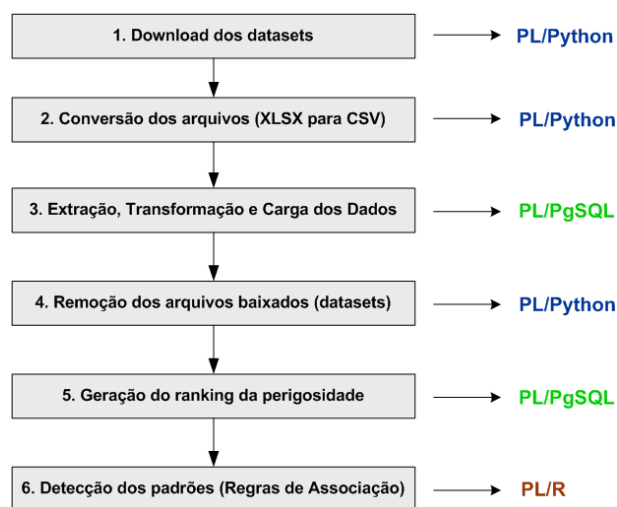 1. Download dos datasets
PL/Python
2. Conversão dos arquivos (XLSX para CSV)
PL/Python
3. Extração, Transformação e Carga dos Dados
PL/PgSQL
4. Remoção dos arquivos baixados (datasets)
PL/Python
5. Geração do ranking da perigosidade
PL/PgSQL
6. Detecção dos padrões (Regras de Associação)
PL/R